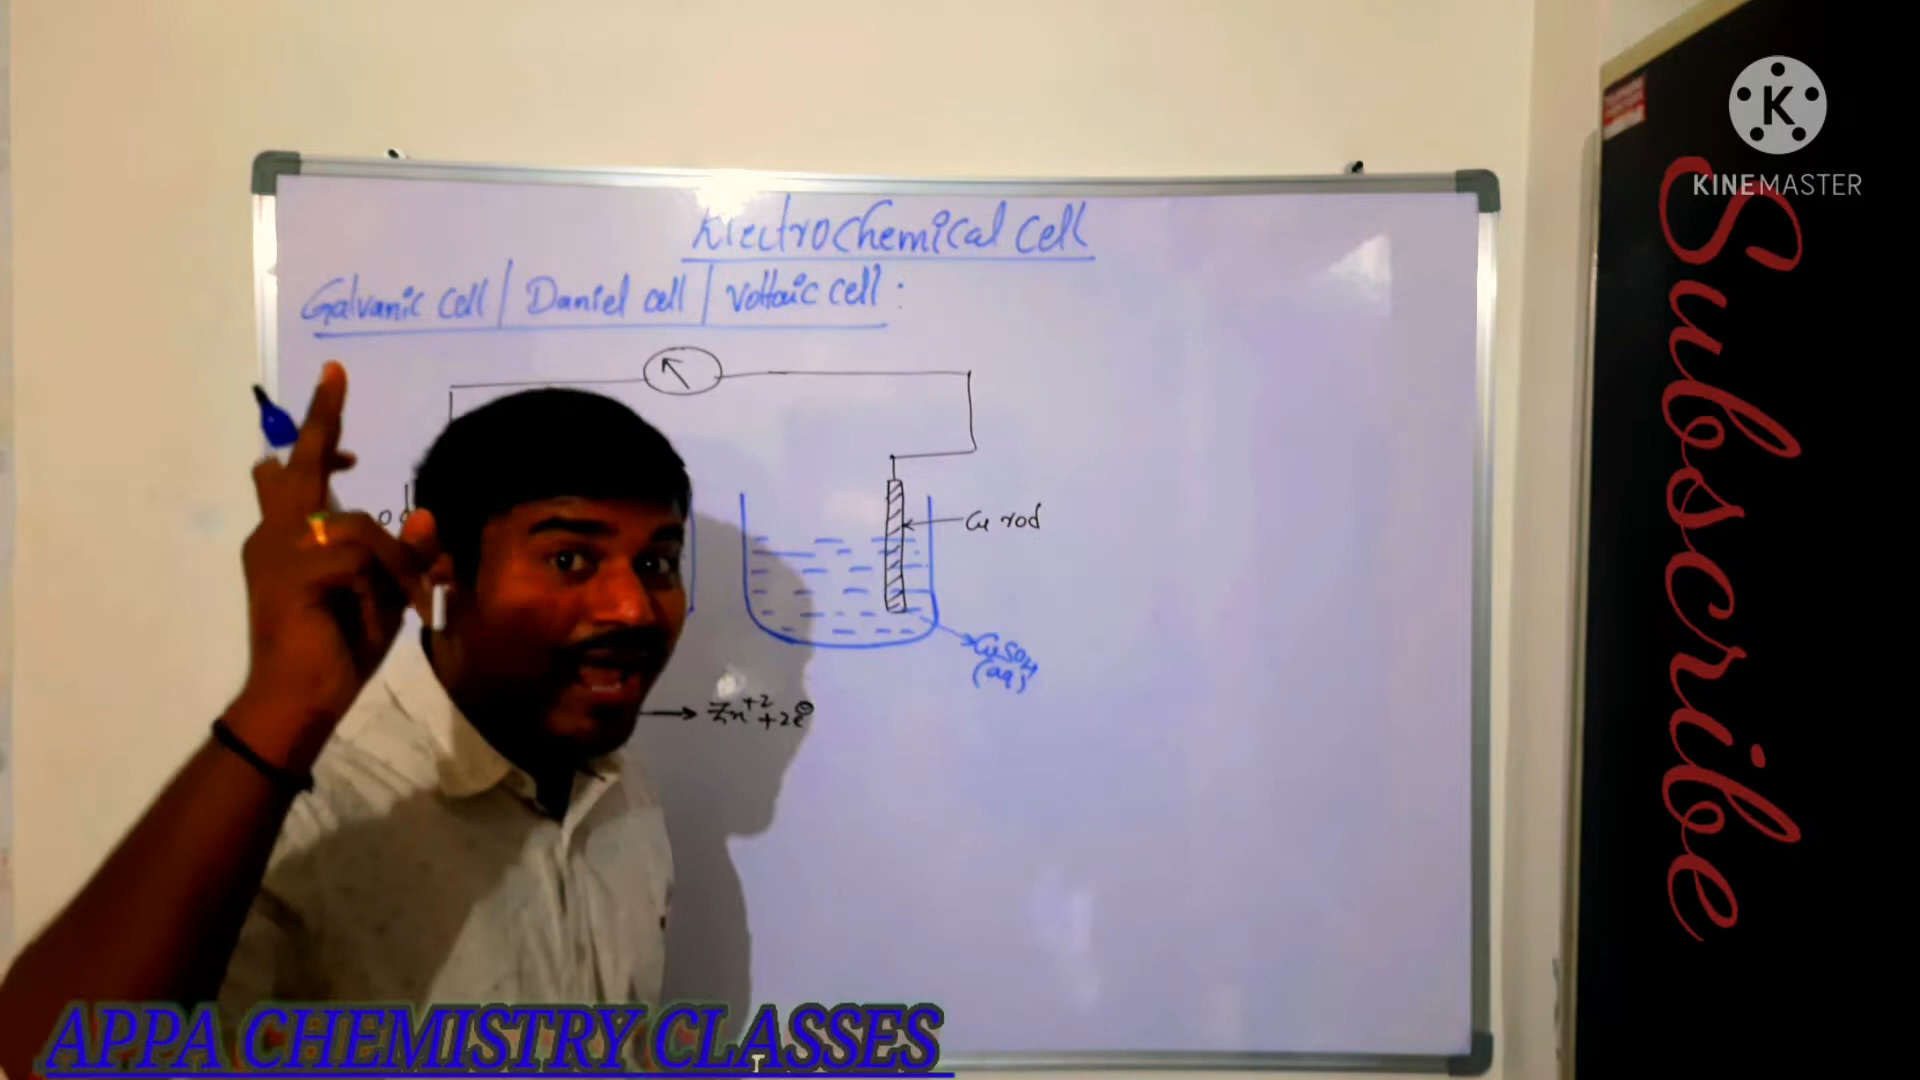 KINEMASTER
Subscribe
Electrochemical Cell
Galvanic Cell / Daniel cell / Voltaic cell :
Cu rod
CuSO4
(aq)
Zn+2 + 2e⊖
APPA CHEMISTRY CLASSES